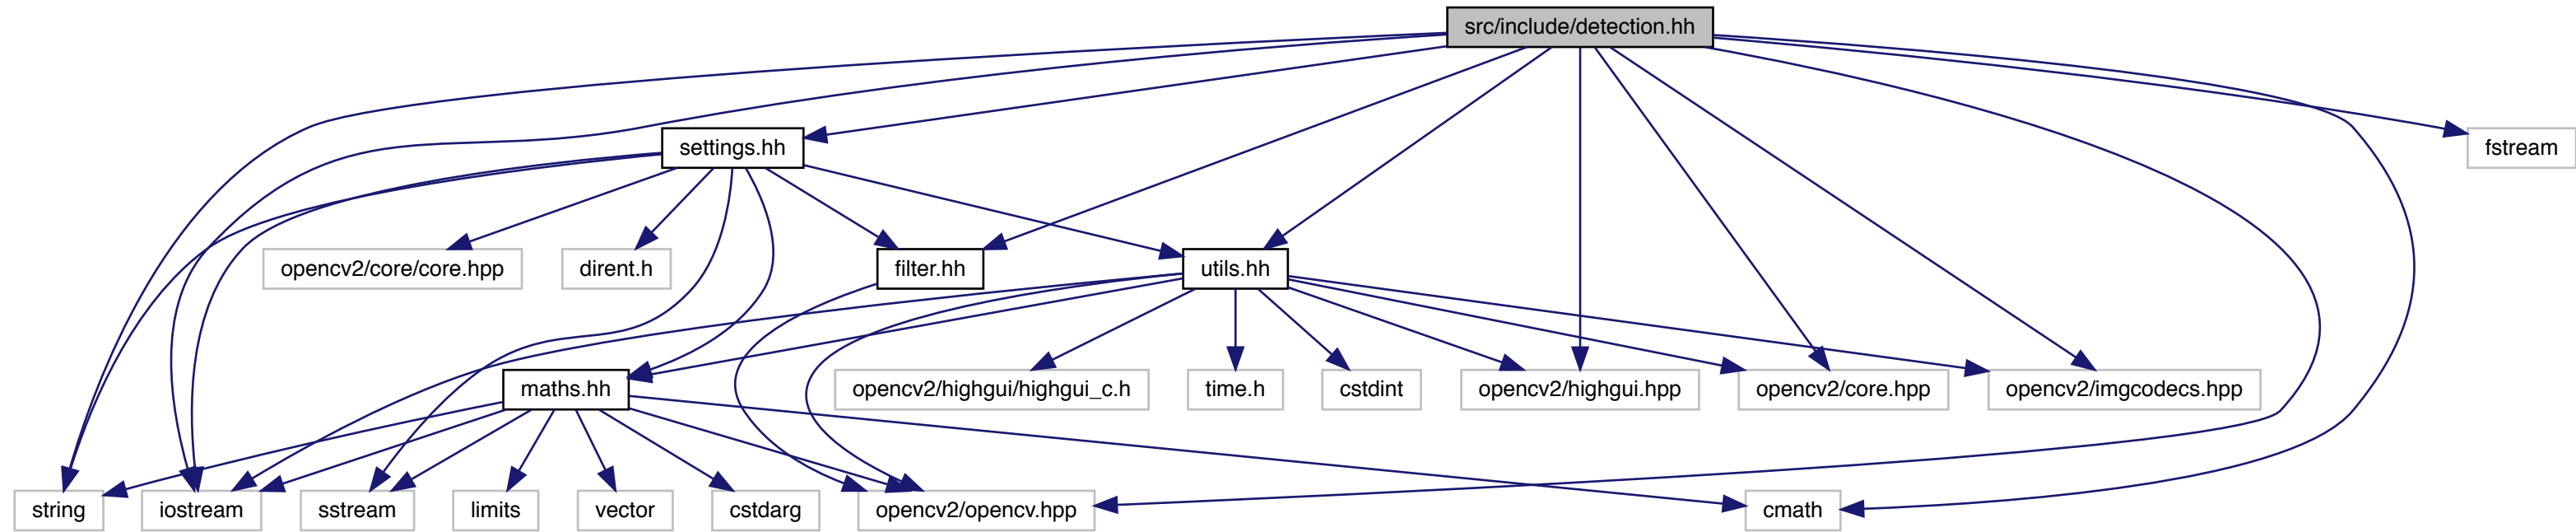 src/include/detection.hh
settings.hh
fstream
opencv2/core/core.hpp
dirent.h
filter.hh
utils.hh
maths.hh
opencv2/highgui/highgui_c.h
time.h
cstdint
opencv2/highgui.hpp
opencv2/core.hpp
opencv2/imgcodecs.hpp
string
iostream
sstream
limits
vector
cstdarg
opencv2/opencv.hpp
cmath